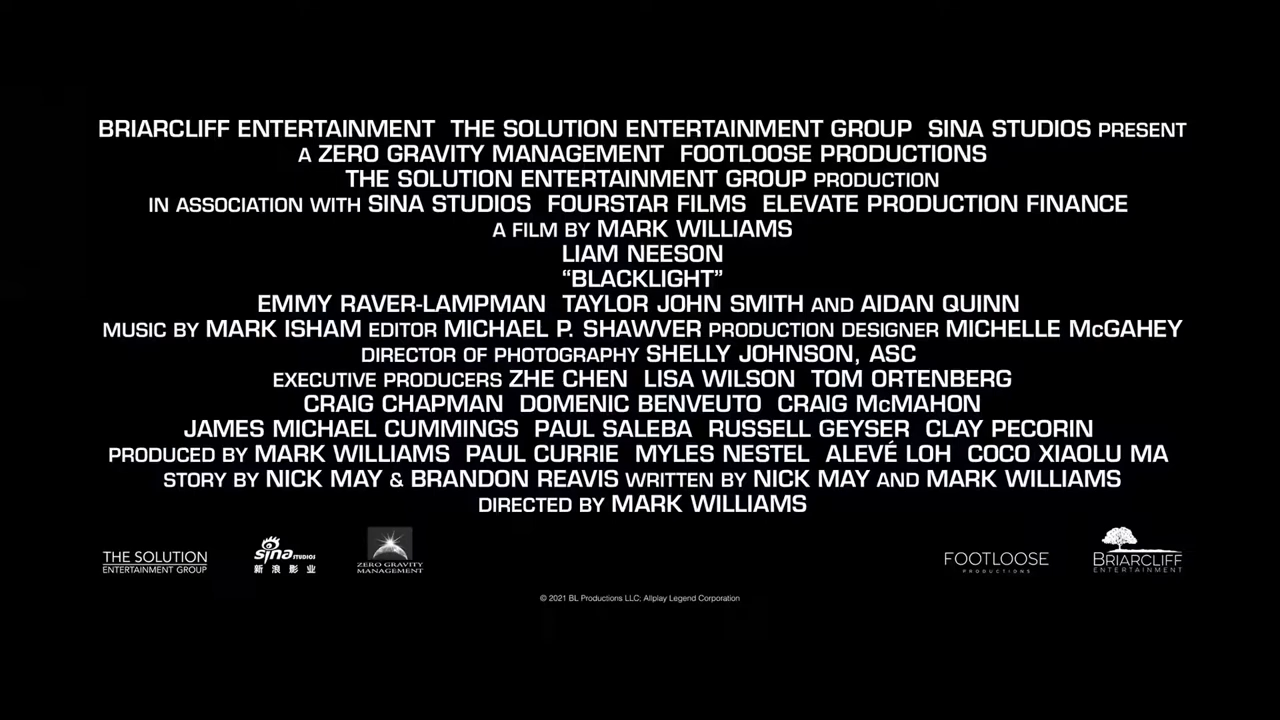 BRIARCLIFF ENTERTAINMENT THE SOLUTION ENTERTAINMENT GROUP SINA STUDIOS PRESENT
A ZERO GRAVITY MANAGEMENT FOOTLOOSE PRODUCTIONS
THE SOLUTION ENTERTAINMENT GROUP PRODUCTION
IN ASSOCIATION WITH SINA STUDIOS FOURSTAR FILMS ELEVATE PRODUCTION FINANCE
A FILM BY MARK WILLIAMS
LIAM NEESON
“BLACKLIGHT”
EMMY RAVER-LAMPMAN TAYLOR JOHN SMITH AND AIDAN QUINN
MUSIC BY MARK ISHAM EDITOR MICHAEL P. SHAWVER PRODUCTION DESIGNER MICHELLE McGAHEY
DIRECTOR OF PHOTOGRAPHY SHELLY JOHNSON, ASC
EXECUTIVE PRODUCERS ZHE CHEN LISA WILSON TOM ORTENBERG
CRAIG CHAPMAN DOMENIC BENVEUTO CRAIG McMAHON
JAMES MICHAEL CUMMINGS PAUL SALEBA RUSSELL GEYSER CLAY PECORIN
PRODUCED BY MARK WILLIAMS PAUL CURRIE MYLES NESTEL ALEVÉ LOH COCO XIAOLU MA
STORY BY NICK MAY & BRANDON REAVIS WRITTEN BY NICK MAY AND MARK WILLIAMS
DIRECTED BY MARK WILLIAMS
THE SOLUTION
ENTERTAINMENT GROUP
sina STUDIOS
新浪影业
ZERO GRAVITY
MANAGEMENT
FOOTLOOSE
PRODUCTIONS
BRIARCLIFF
ENTERTAINMENT
© 2021 BL Productions LLC; Allplay Legend Corporation